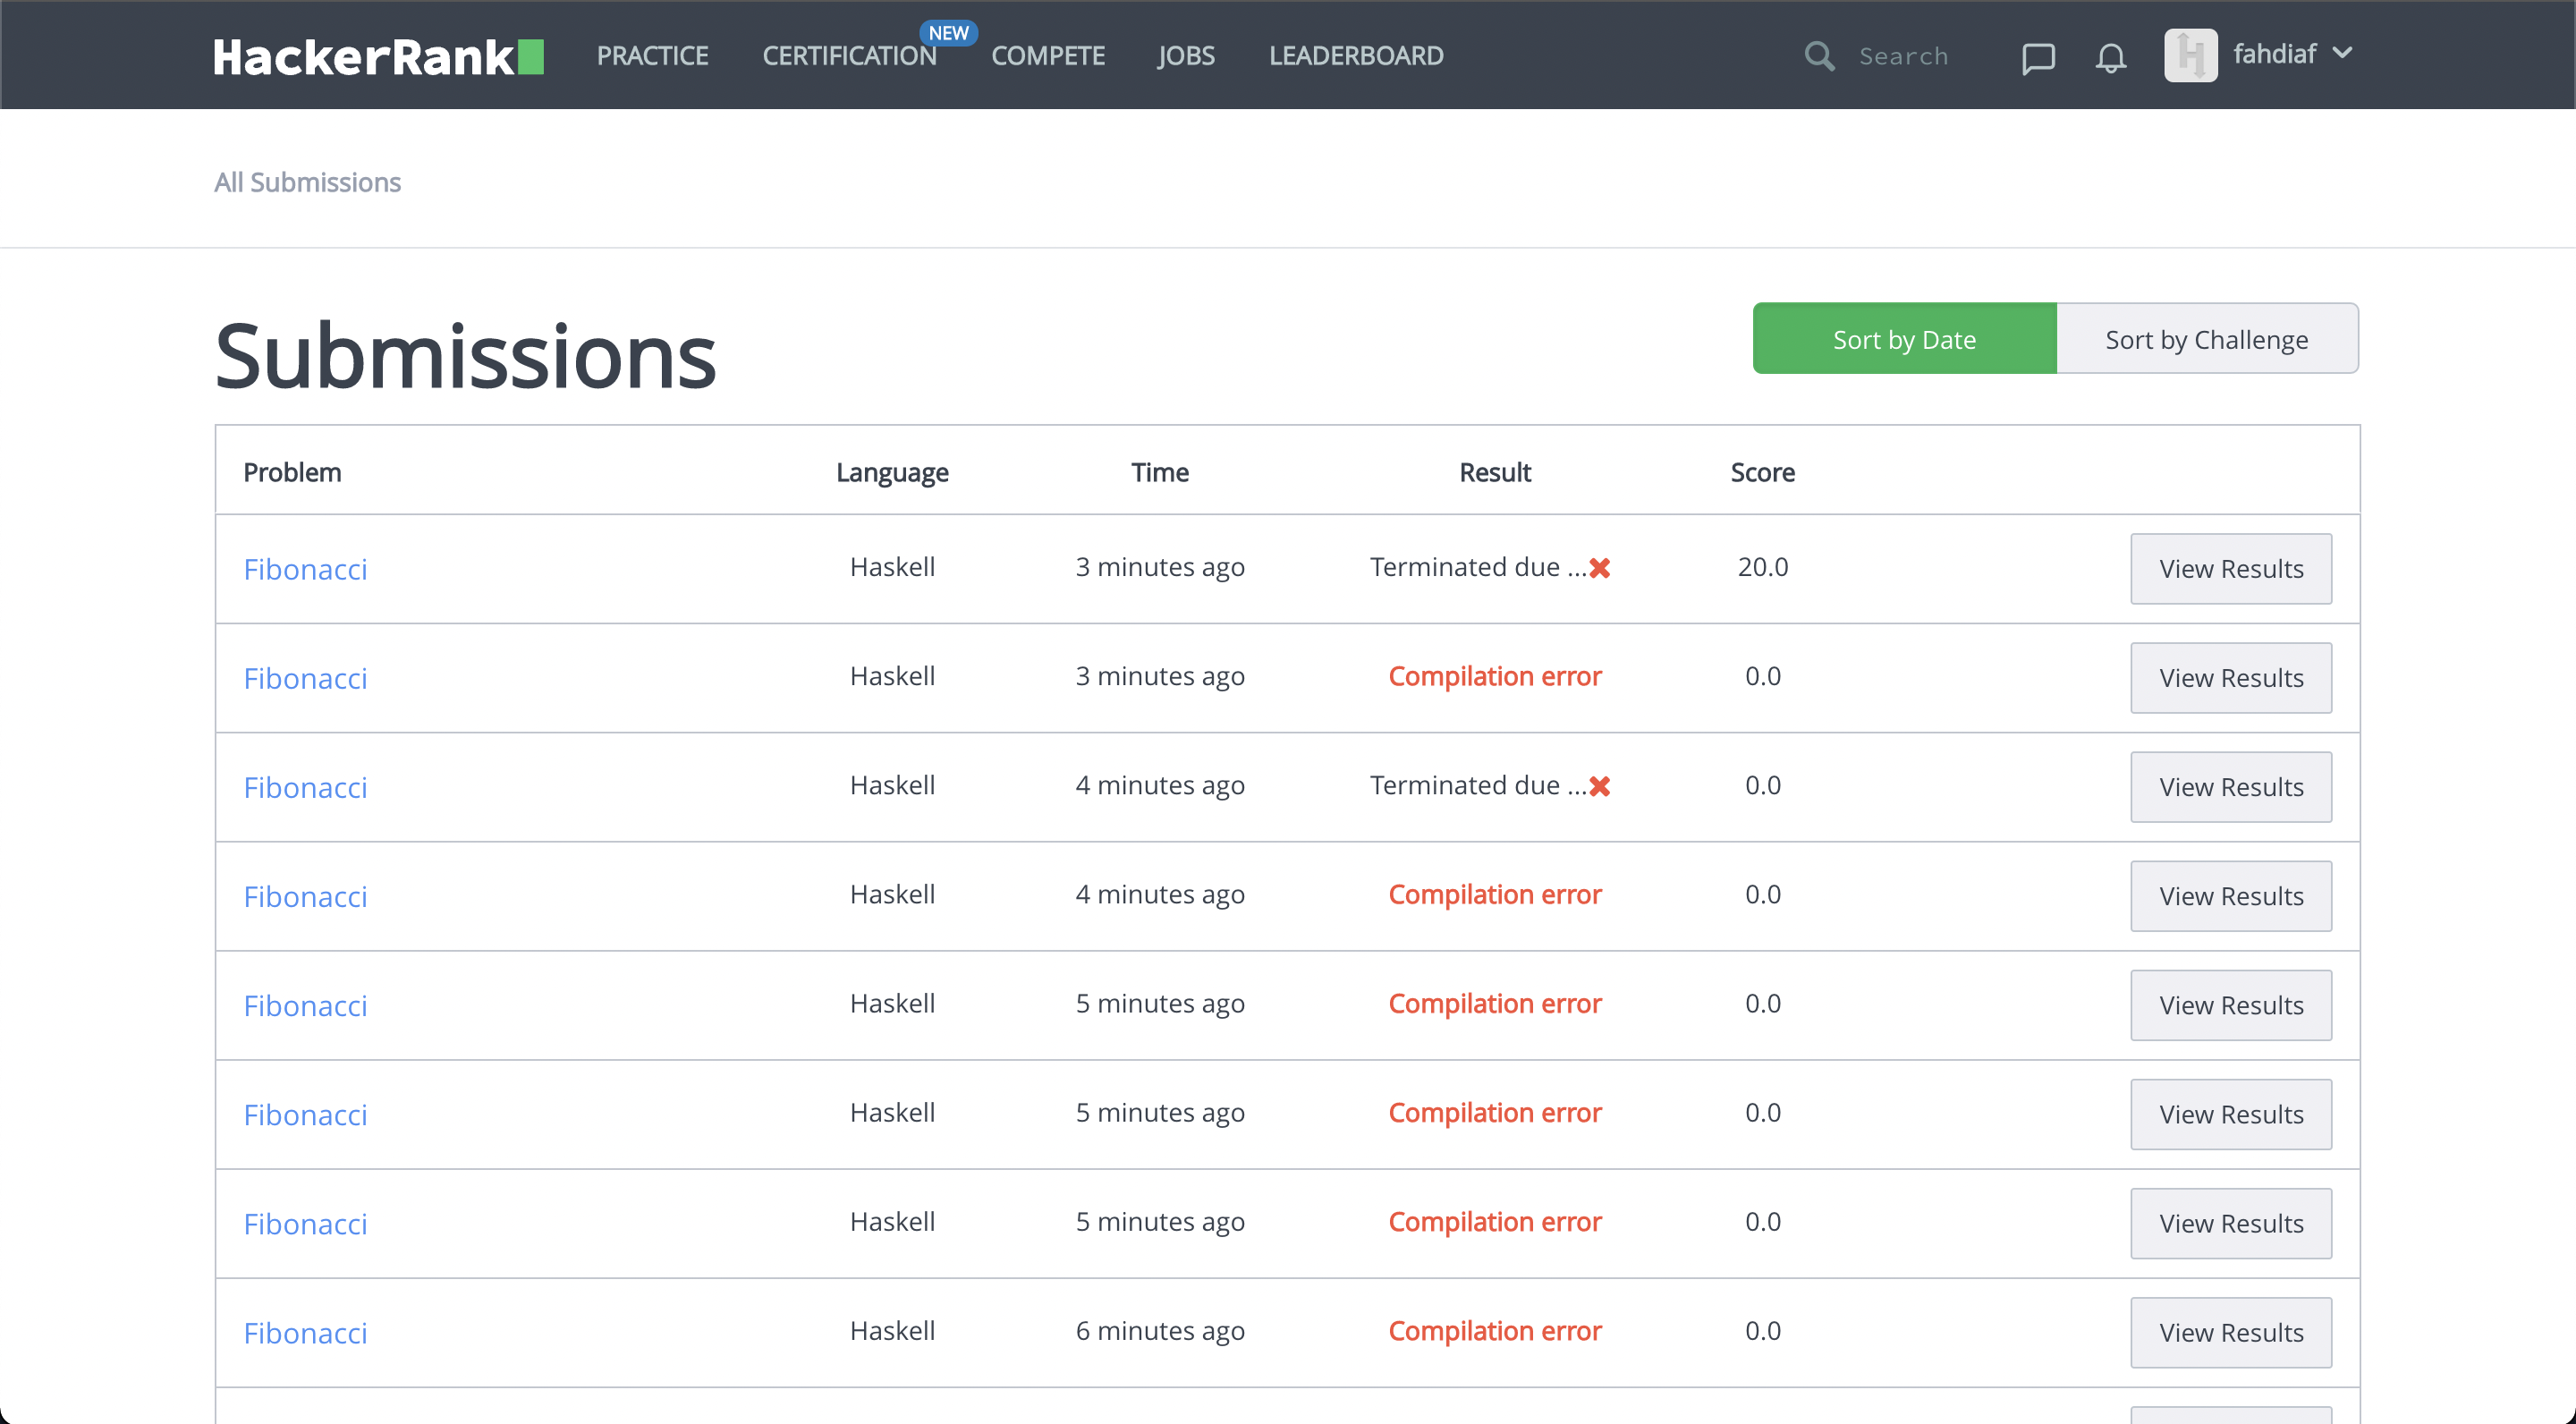 HackerRank PRACTICE CERTIFICATION NEW COMPETE JOBS LEADERBOARD Search fahdiaf
All Submissions
Submissions Sort by Date Sort by Challenge
Problem Language Time Result Score
Fibonacci Haskell 3 minutes ago Terminated due ... 20.0 View Results
Fibonacci Haskell 3 minutes ago Compilation error 0.0 View Results
Fibonacci Haskell 4 minutes ago Terminated due ... 0.0 View Results
Fibonacci Haskell 4 minutes ago Compilation error 0.0 View Results
Fibonacci Haskell 5 minutes ago Compilation error 0.0 View Results
Fibonacci Haskell 5 minutes ago Compilation error 0.0 View Results
Fibonacci Haskell 5 minutes ago Compilation error 0.0 View Results
Fibonacci Haskell 6 minutes ago Compilation error 0.0 View Results